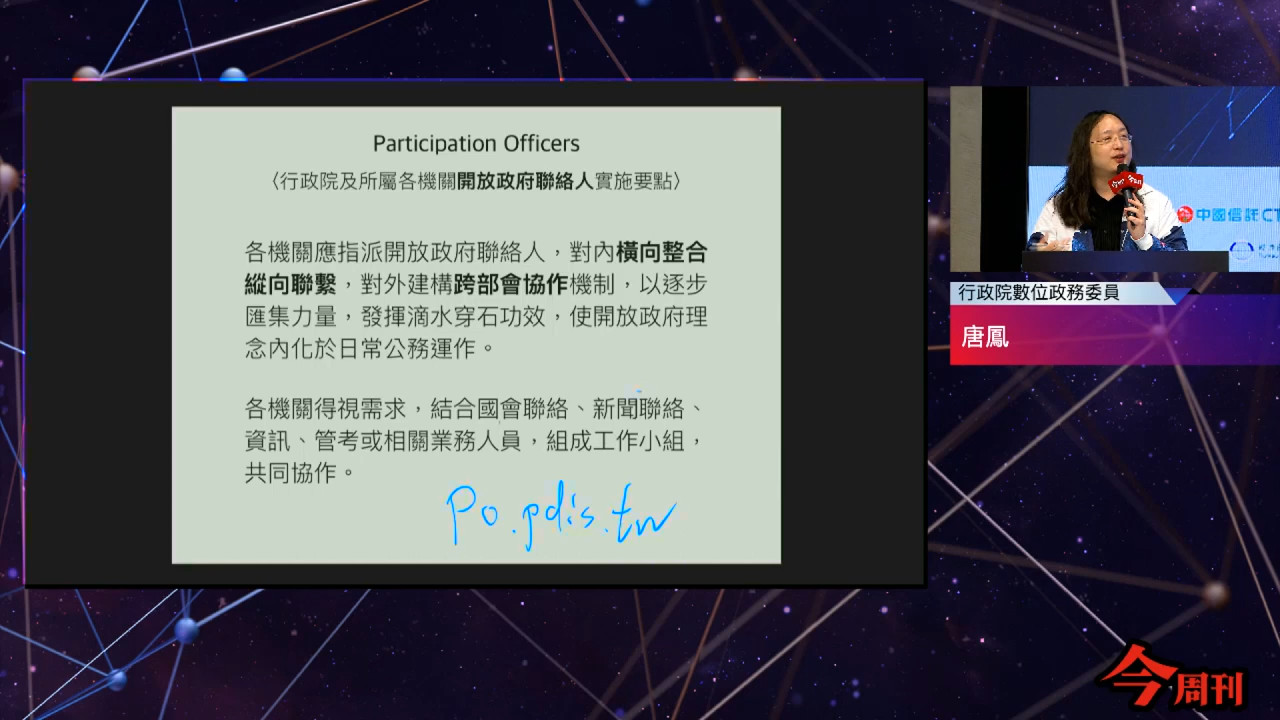 Participation Officers
〈行政院及所屬各機關開放政府聯絡人實施要點〉
各機關應指派開放政府聯絡人，對內橫向整合
縱向聯繫，對外建構跨部會協作機制，以逐步
匯集力量，發揮滴水穿石功效，使開放政府理
念內化於日常公務運作。
各機關得視需求，結合國會聯絡、新聞聯絡、
資訊、管考或相關業務人員，組成工作小組，
共同協作。
Po.pdis.tw
中國信託 CT
行政院數位政務委員
唐鳳
今周刊